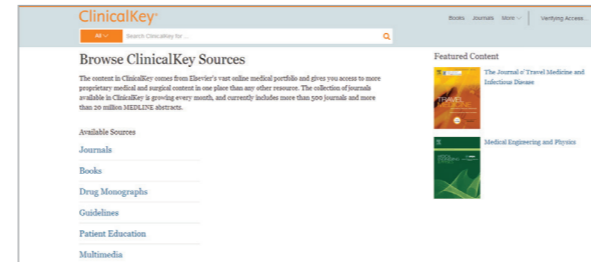 ClinicalKey
Books Journals More Verifying Access...
All Search ClinicalKey for ...
Browse ClinicalKey Sources
The content in ClinicalKey comes from Elsevier's vast online medical portfolio and gives you access to more
proprietary medical and surgical content in one place than any other resource. The collection of journals
available in ClinicalKey is growing every month, and currently includes more than 500 journals and more
than 20 million MEDLINE abstracts.
Available Sources
Journals
Books
Drug Monographs
Guidelines
Patient Education
Multimedia
Featured Content
The Journal o' Travel Medicine and
Infectious Disease
Medical Engineering and Physics